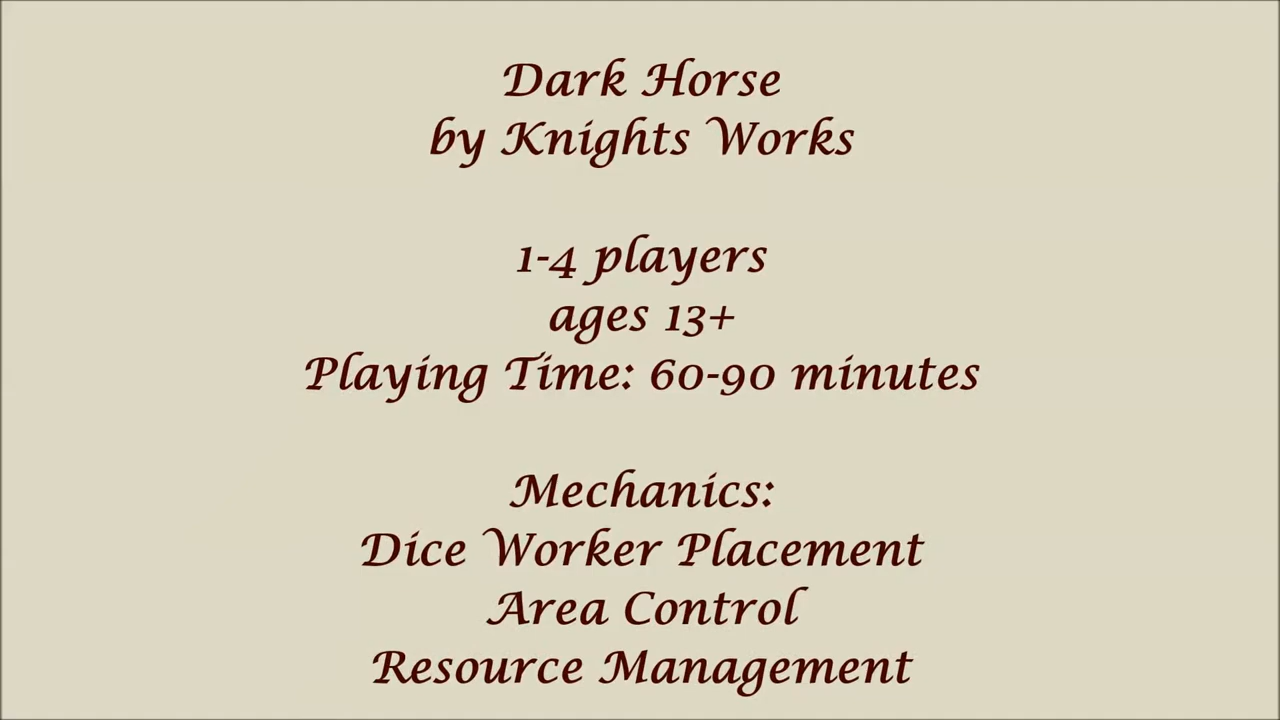 Dark Horse
by Knights Works
1-4 players
ages 13+
Playing Time: 60-90 minutes
Mechanics:
Dice Worker Placement
Area Control
Resource Management